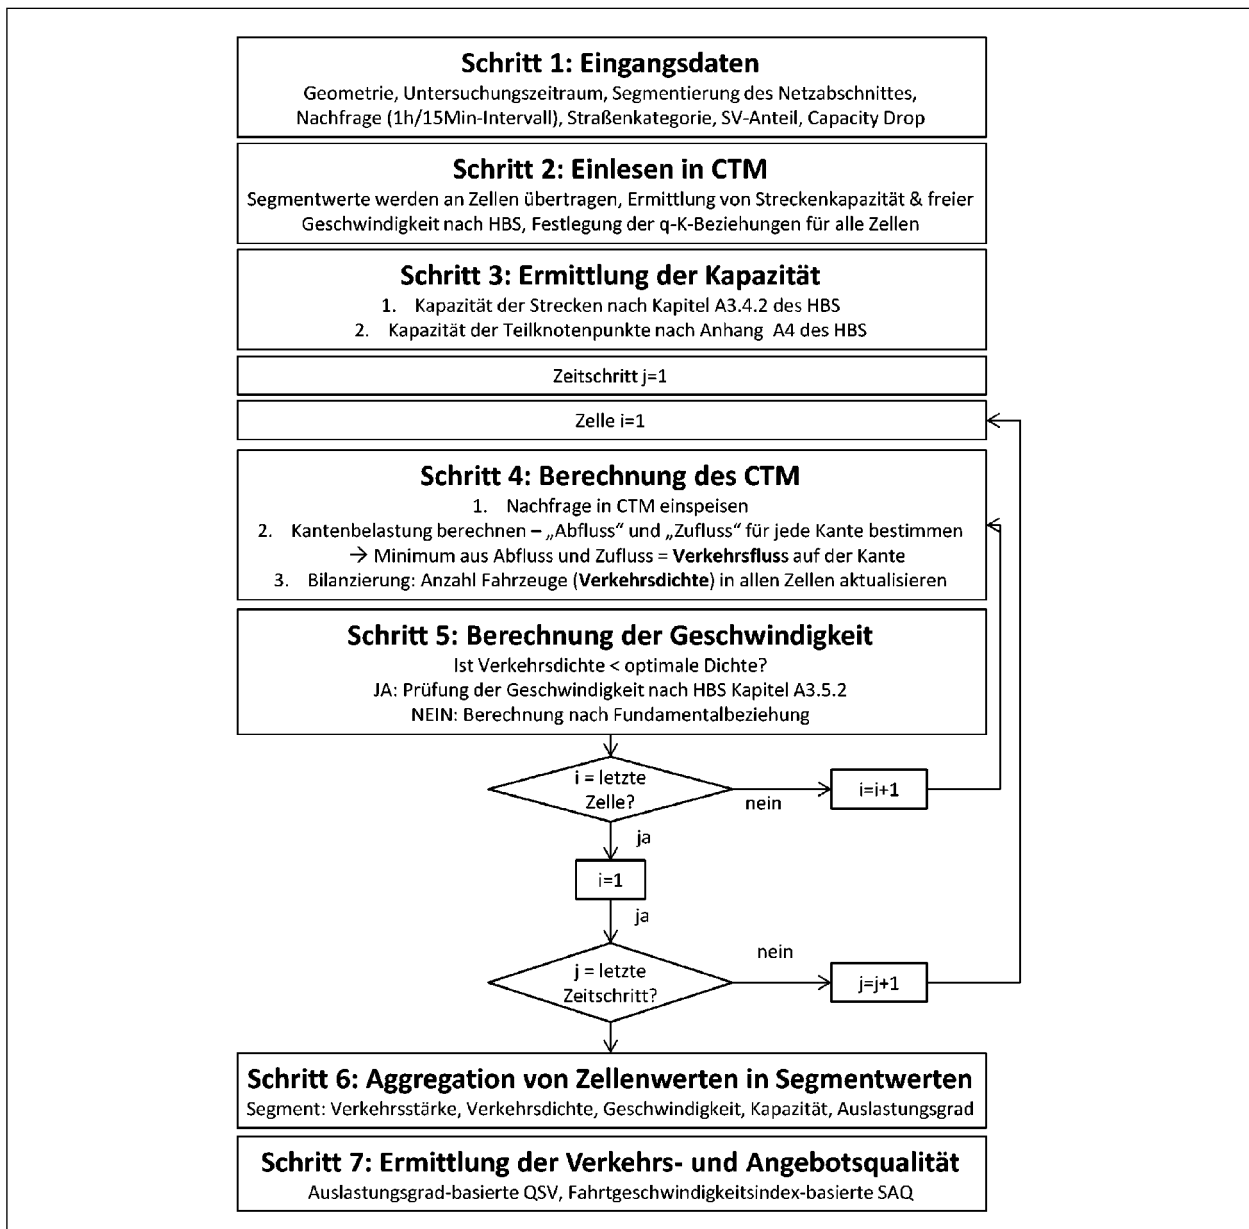 Schritt 1: Eingangsdaten
Geometrie, Untersuchungszeitraum, Segmentierung des Netzabschnittes,
Nachfrage (1h/15Min-Intervall), Straßenkategorie, SV-Anteil, Capacity Drop
Schritt 2: Einlesen in CTM
Segmentwerte werden an Zellen übertragen, Ermittlung von Streckenkapazität & freier
Geschwindigkeit nach HBS, Festlegung der q-K-Beziehungen für alle Zellen
Schritt 3: Ermittlung der Kapazität
1. Kapazität der Strecken nach Kapitel A3.4.2 des HBS
2. Kapazität der Teilknotenpunkte nach Anhang A4 des HBS
Zeitschritt j=1
Zelle i=1
Schritt 4: Berechnung des CTM
1. Nachfrage in CTM einspeisen
2. Kantenbelastung berechnen – „Abfluss" und „Zufluss" für jede Kante bestimmen
→ Minimum aus Abfluss und Zufluss = Verkehrsfluss auf der Kante
3. Bilanzierung: Anzahl Fahrzeuge (Verkehrsdichte) in allen Zellen aktualisieren
Schritt 5: Berechnung der Geschwindigkeit
Ist Verkehrsdichte < optimale Dichte?
JA: Prüfung der Geschwindigkeit nach HBS Kapitel A3.5.2
NEIN: Berechnung nach Fundamentalbeziehung
i = letzte
Zelle?
nein
i=i+1
ja
i=1
ja
j = letzte
Zeitschritt?
nein
j=j+1
Schritt 6: Aggregation von Zellenwerten in Segmentwerten
Segment: Verkehrsstärke, Verkehrsdichte, Geschwindigkeit, Kapazität, Auslastungsgrad
Schritt 7: Ermittlung der Verkehrs- und Angebotsqualität
Auslastungsgrad-basierte QSV, Fahrtgeschwindigkeitsindex-basierte SAQ